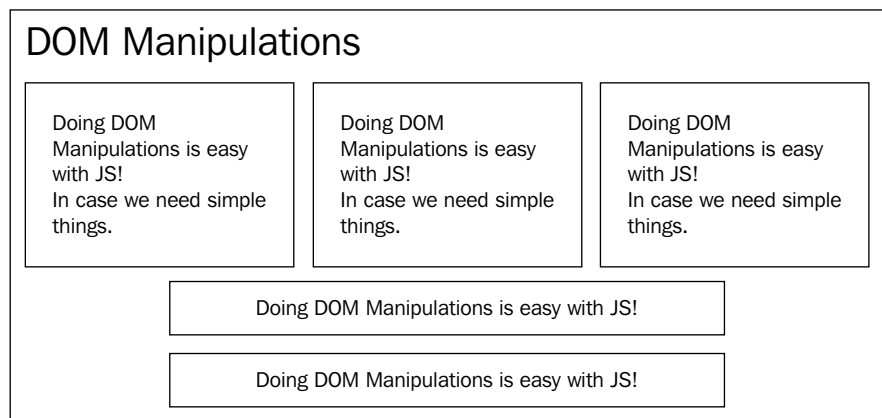 DOM Manipulations
Doing DOM
Manipulations is easy
with JS!
In case we need simple
things.
Doing DOM
Manipulations is easy
with JS!
In case we need simple
things.
Doing DOM
Manipulations is easy
with JS!
In case we need simple
things.
Doing DOM Manipulations is easy with JS!
Doing DOM Manipulations is easy with JS!